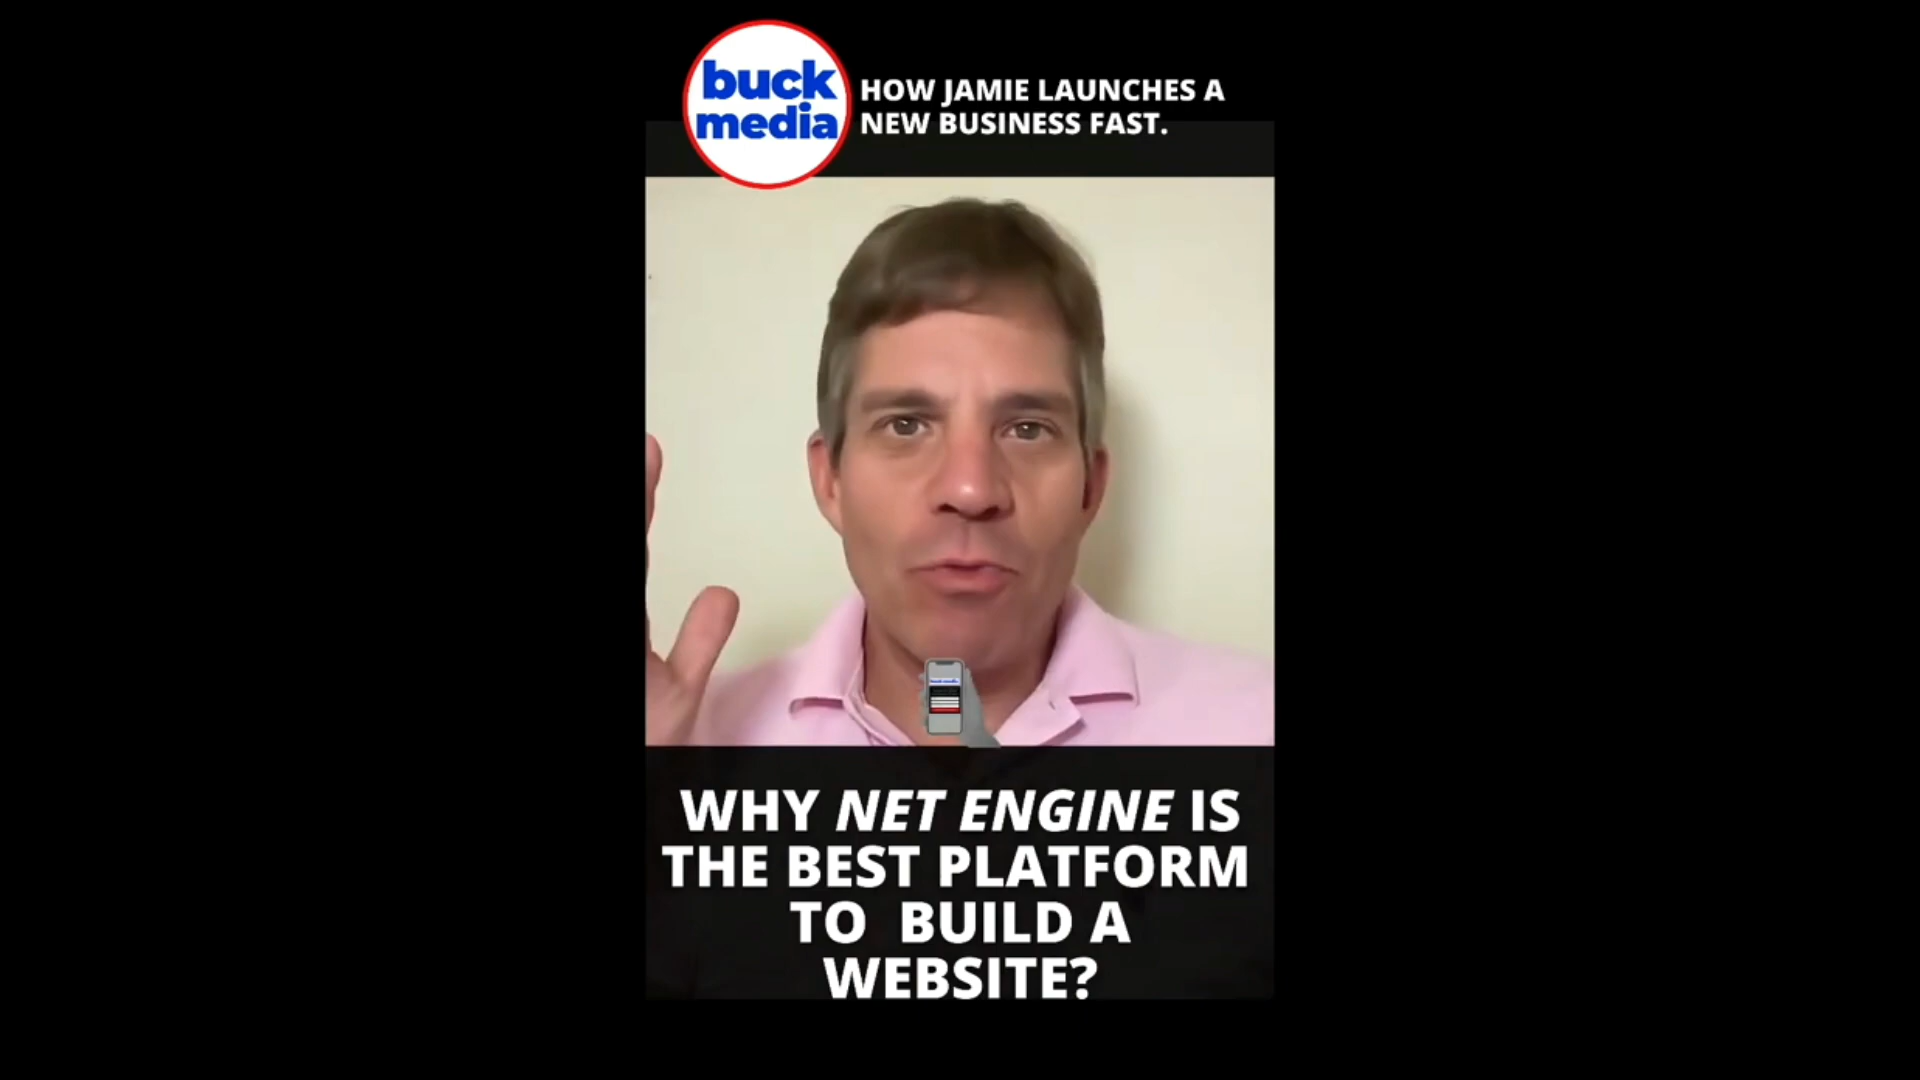 buck
media
HOW JAMIE LAUNCHES A
NEW BUSINESS FAST.
WHY NET ENGINE IS
THE BEST PLATFORM
TO BUILD A
WEBSITE?